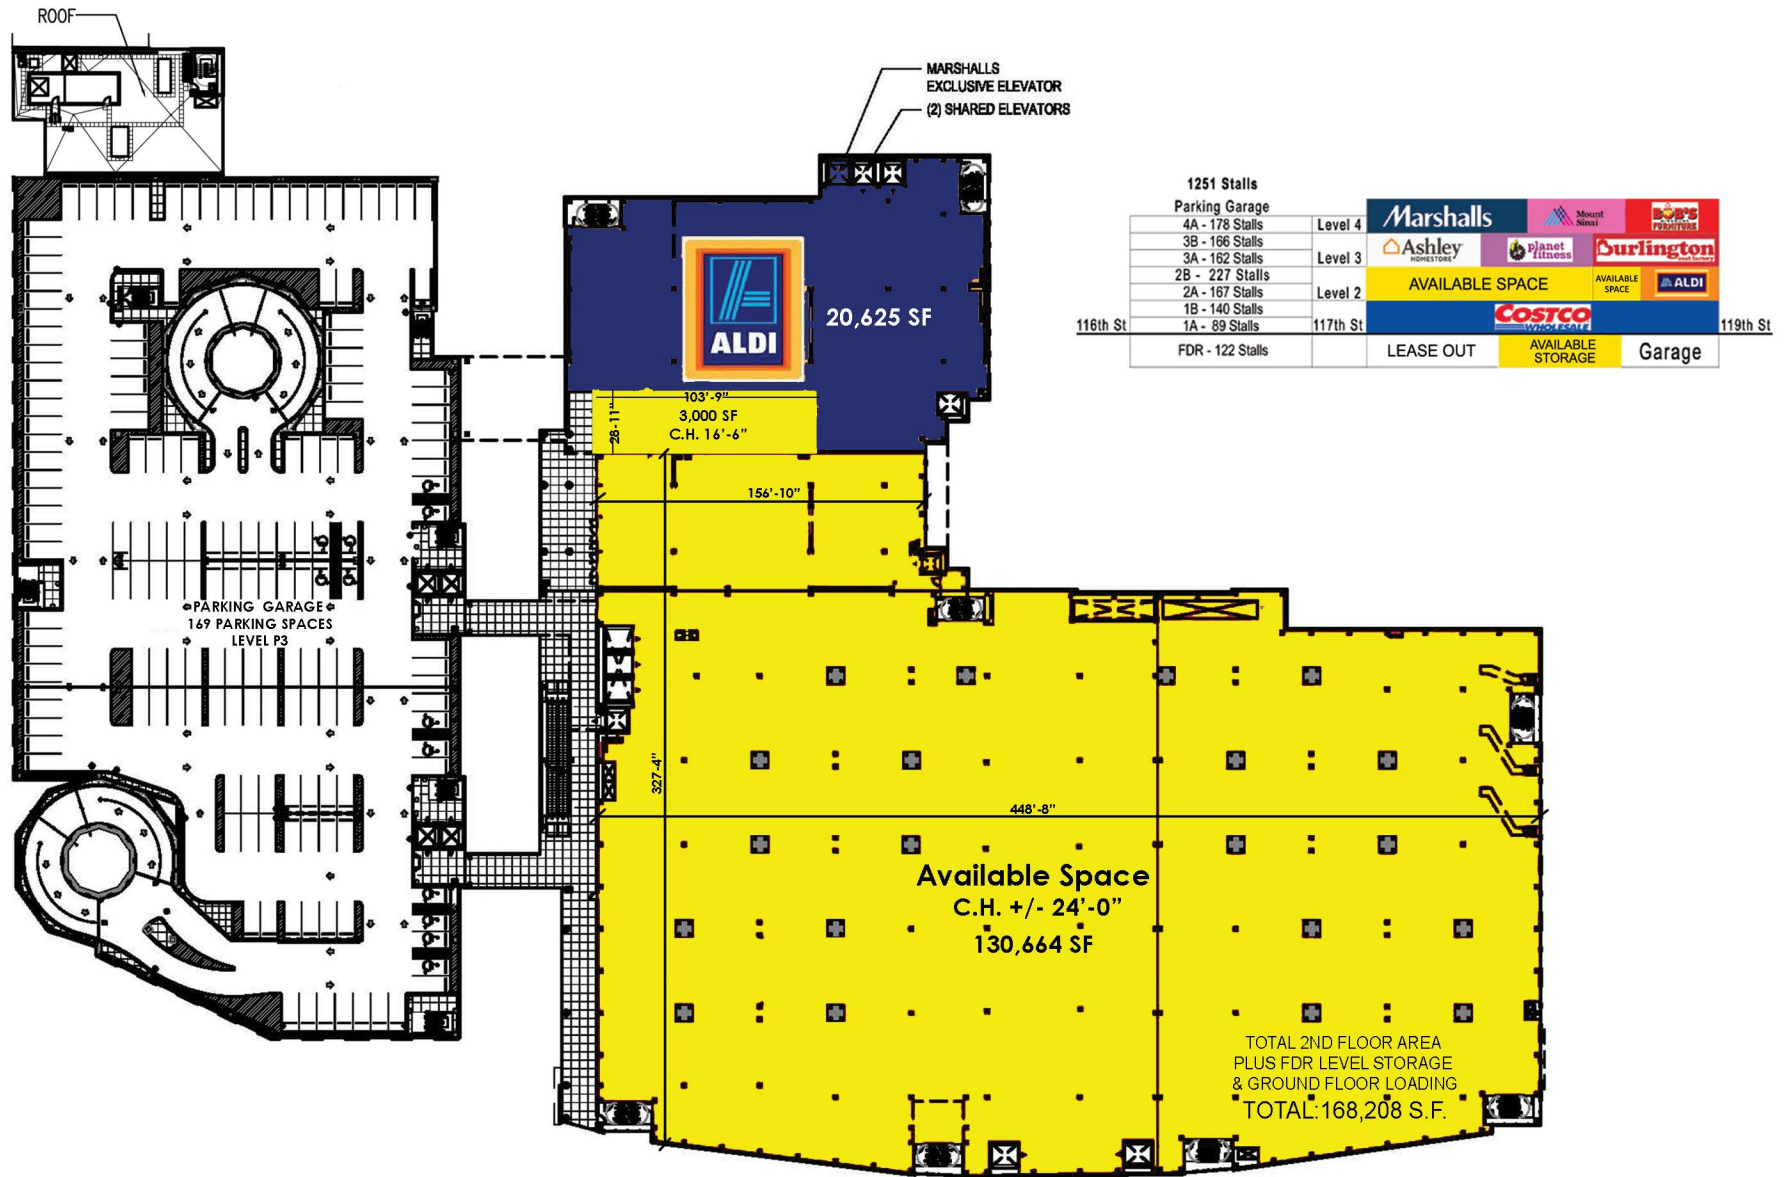 ROOF
MARSHALLS
EXCLUSIVE ELEVATOR
(2) SHARED ELEVATORS
1251 Stalls
Parking Garage
4A - 178 Stalls
Level 4
Marshalls
Mount
Sinai
BOB'S
FURNITURE
3B - 166 Stalls
3A - 162 Stalls
Level 3
Ashley
HOMESTORE
planet
fitness
Burlington
coat factory
2B - 227 Stalls
2A - 167 Stalls
Level 2
AVAILABLE SPACE
AVAILABLE
SPACE
ALDI
1B - 140 Stalls
116th St
1A - 89 Stalls
117th St
COSTCO
WHOLESALE
119th St
FDR - 122 Stalls
LEASE OUT
AVAILABLE
STORAGE
Garage
ALDI
20,625 SF
103'-9"
28'-11"
3,000 SF
C.H. 16'-6"
156'-10"
PARKING GARAGE
169 PARKING SPACES
LEVEL P3
327'-4"
448'-8"
Available Space
C.H. +/- 24'-0"
130,664 SF
TOTAL 2ND FLOOR AREA
PLUS FDR LEVEL STORAGE
& GROUND FLOOR LOADING
TOTAL:168,208 S.F.